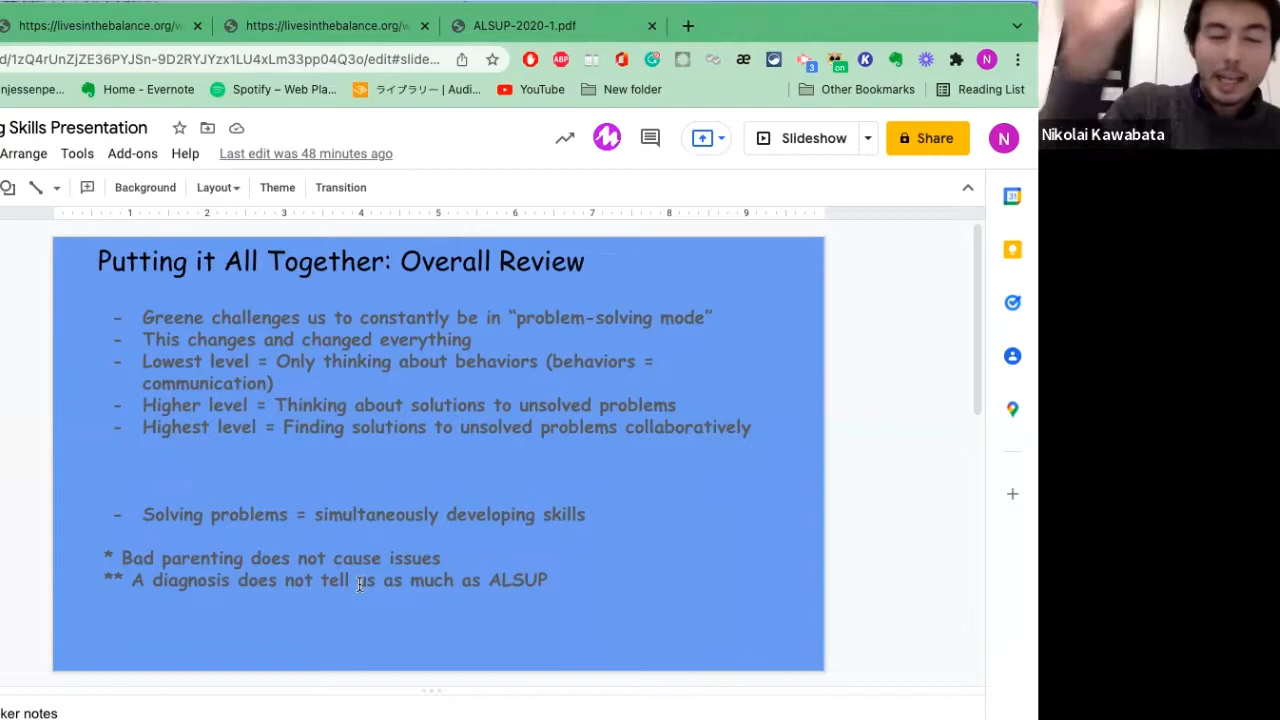 https://livesinthebalance.org/w
https://livesinthebalance.org/w
ALSUP-2020-1.pdf
d/1zQ4rUnZjZE36PYJSn-9D2RYJYzx1LU4xLm33pp04Q3o/edit#slide...
ABP
æ
3
on
K
N
njessenpe...
Home - Evernote
Spotify – Web Pla...
ライブラリー | Audi...
YouTube
New folder
Other Bookmarks
Reading List
Nikolai Kawabata
g Skills Presentation
Slideshow
Share
N
Arrange
Tools
Add-ons
Help
Last edit was 48 minutes ago
Background
Layout
Theme
Transition
1 2 3 4 5 6 7 8 9
31
Putting it All Together: Overall Review
- Greene challenges us to constantly be in “problem-solving mode”
- This changes and changed everything
- Lowest level = Only thinking about behaviors (behaviors =
communication)
- Higher level = Thinking about solutions to unsolved problems
- Highest level = Finding solutions to unsolved problems collaboratively
- Solving problems = simultaneously developing skills
* Bad parenting does not cause issues
** A diagnosis does not tell us as much as ALSUP
ker notes